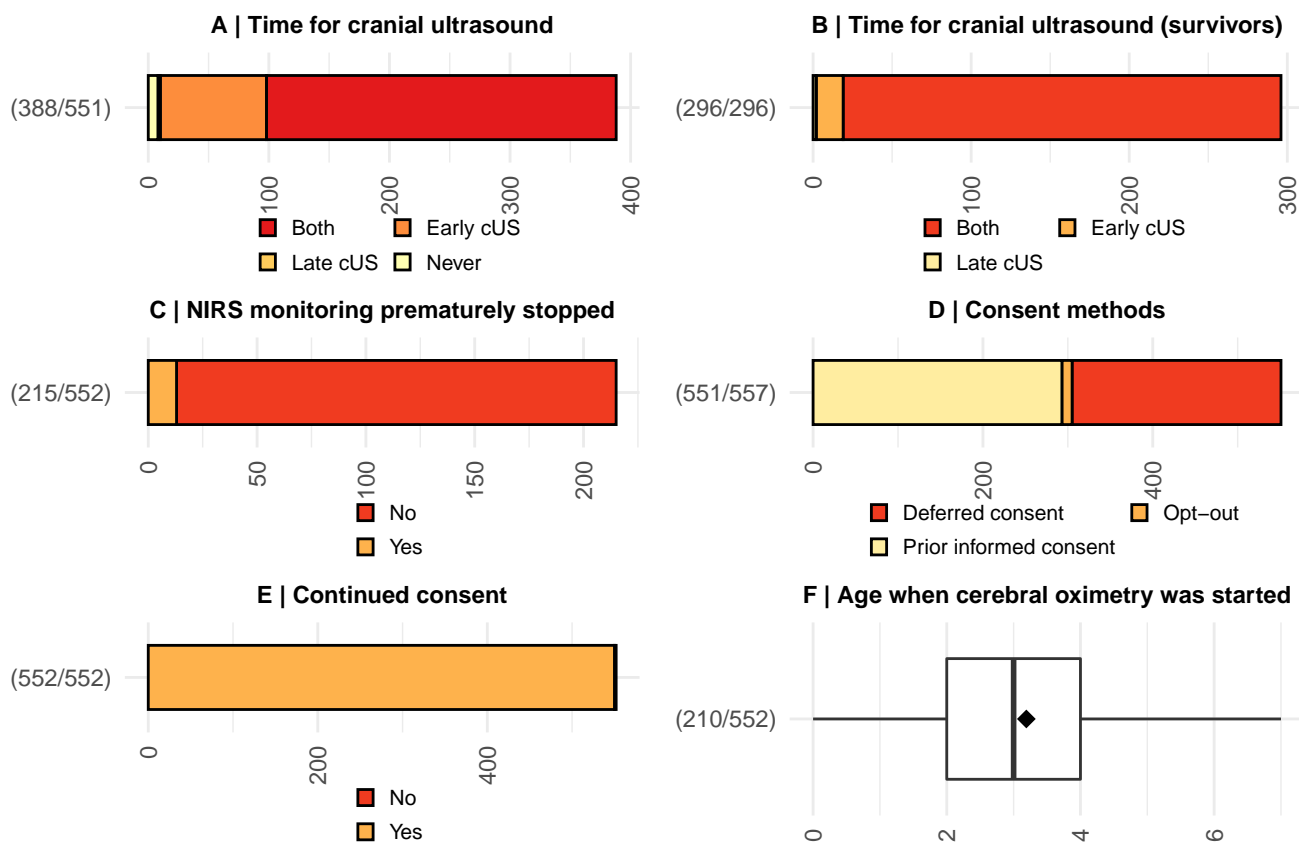 A | Time for cranial ultrasound
(388/551)
0 100 200 300 400
Both Early cUS
Late cUS Never
B | Time for cranial ultrasound (survivors)
(296/296)
0 100 200 300
Both Early cUS
Late cUS
C | NIRS monitoring prematurely stopped
(215/552)
0 50 100 150 200
No
Yes
D | Consent methods
(551/557)
0 200 400
Deferred consent Opt−out
Prior informed consent
E | Continued consent
(552/552)
0 200 400
No
Yes
F | Age when cerebral oximetry was started
(210/552)
0 2 4 6